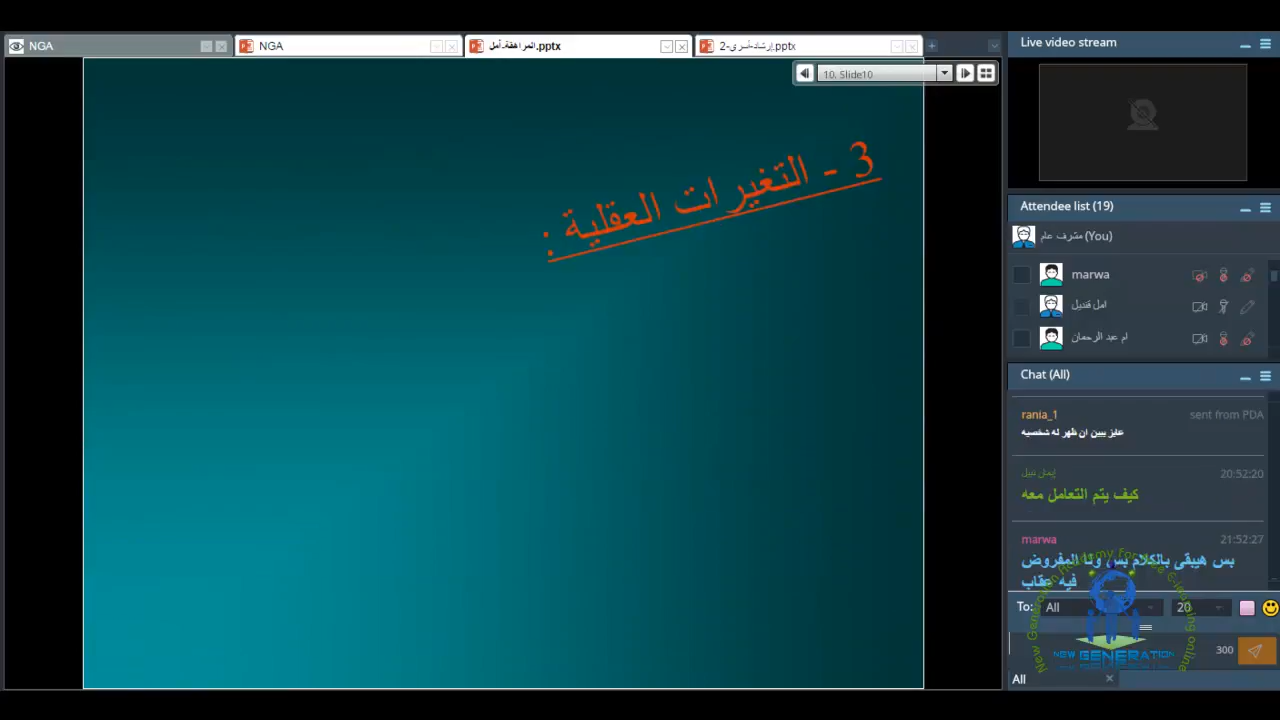 NGA
NGA
المراهقة-أمل.pptx
إرشاد-أسري-2.pptx
10. Slide10
3 - التغيرات العقلية :
Live video stream
Attendee list (19)
مشرف عام (You)
marwa
امل قنديل
ام عبد الرحمان
Chat (All)
rania_1 sent from PDA
عايز يبين ان ظهر له شخصيه
إيمان نبيل 20:52:20
كيف يتم التعامل معه
marwa 21:52:27
بس هيبقى بالكلام بس ولا المفروض
فيه عقاب
To: All 20
300
All
NEW GENERATION